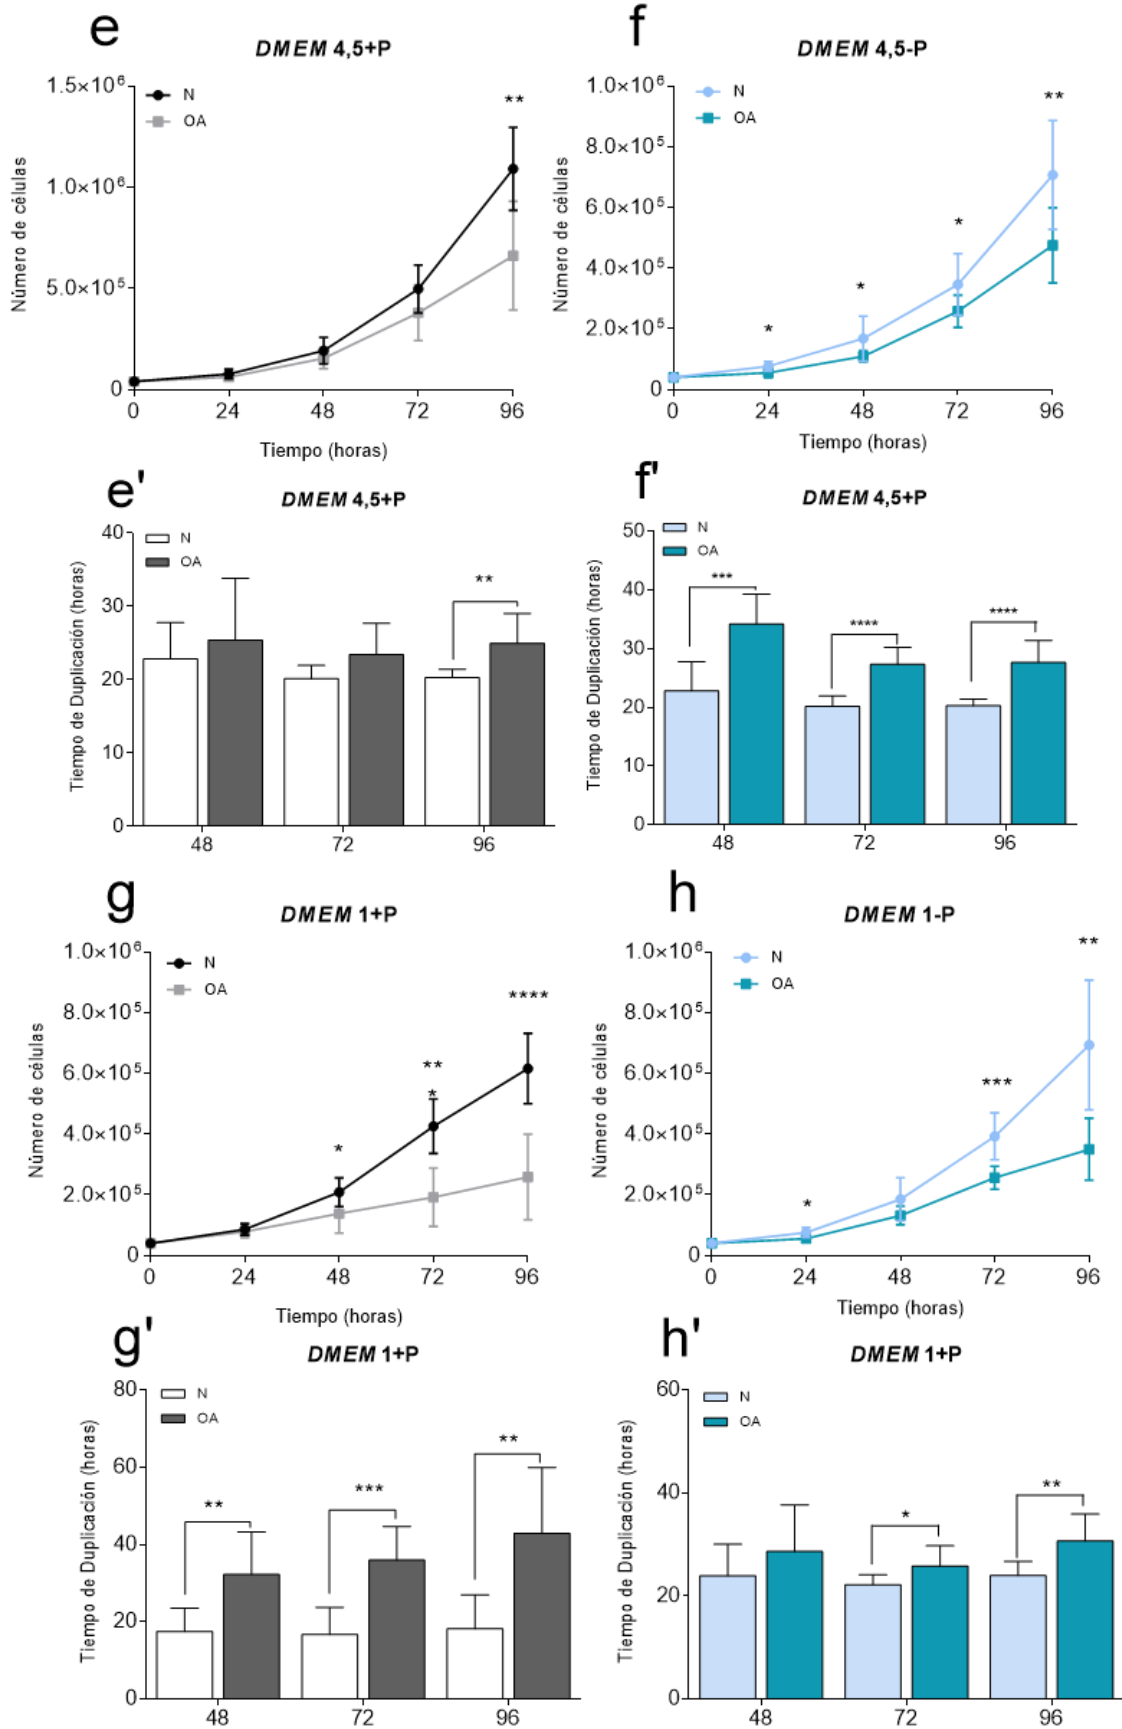 e
DMEM 4,5+P
N
OA
**
Número de células
1.5×10⁶
1.0×10⁶
5.0×10⁵
0
0 24 48 72 96
Tiempo (horas)
f
DMEM 4,5-P
N
OA
* * * **
Número de células
1.0×10⁶
8.0×10⁵
6.0×10⁵
4.0×10⁵
2.0×10⁵
0
0 24 48 72 96
Tiempo (horas)
e'
DMEM 4,5+P
N
OA
**
Tiempo de Duplicación (horas)
40
30
20
10
0
48 72 96
f'
DMEM 4,5+P
N
OA
*** **** ****
Tiempo de Duplicación (horas)
50
40
30
20
10
0
48 72 96
g
DMEM 1+P
N
OA
* ** * ****
Número de células
1.0×10⁶
8.0×10⁵
6.0×10⁵
4.0×10⁵
2.0×10⁵
0
0 24 48 72 96
Tiempo (horas)
h
DMEM 1-P
N
OA
* *** **
Número de células
1.0×10⁶
8.0×10⁵
6.0×10⁵
4.0×10⁵
2.0×10⁵
0
0 24 48 72 96
Tiempo (horas)
g'
DMEM 1+P
N
OA
** *** **
Tiempo de Duplicación (horas)
80
60
40
20
0
48 72 96
h'
DMEM 1+P
N
OA
* **
Tiempo de Duplicación (horas)
60
40
20
0
48 72 96